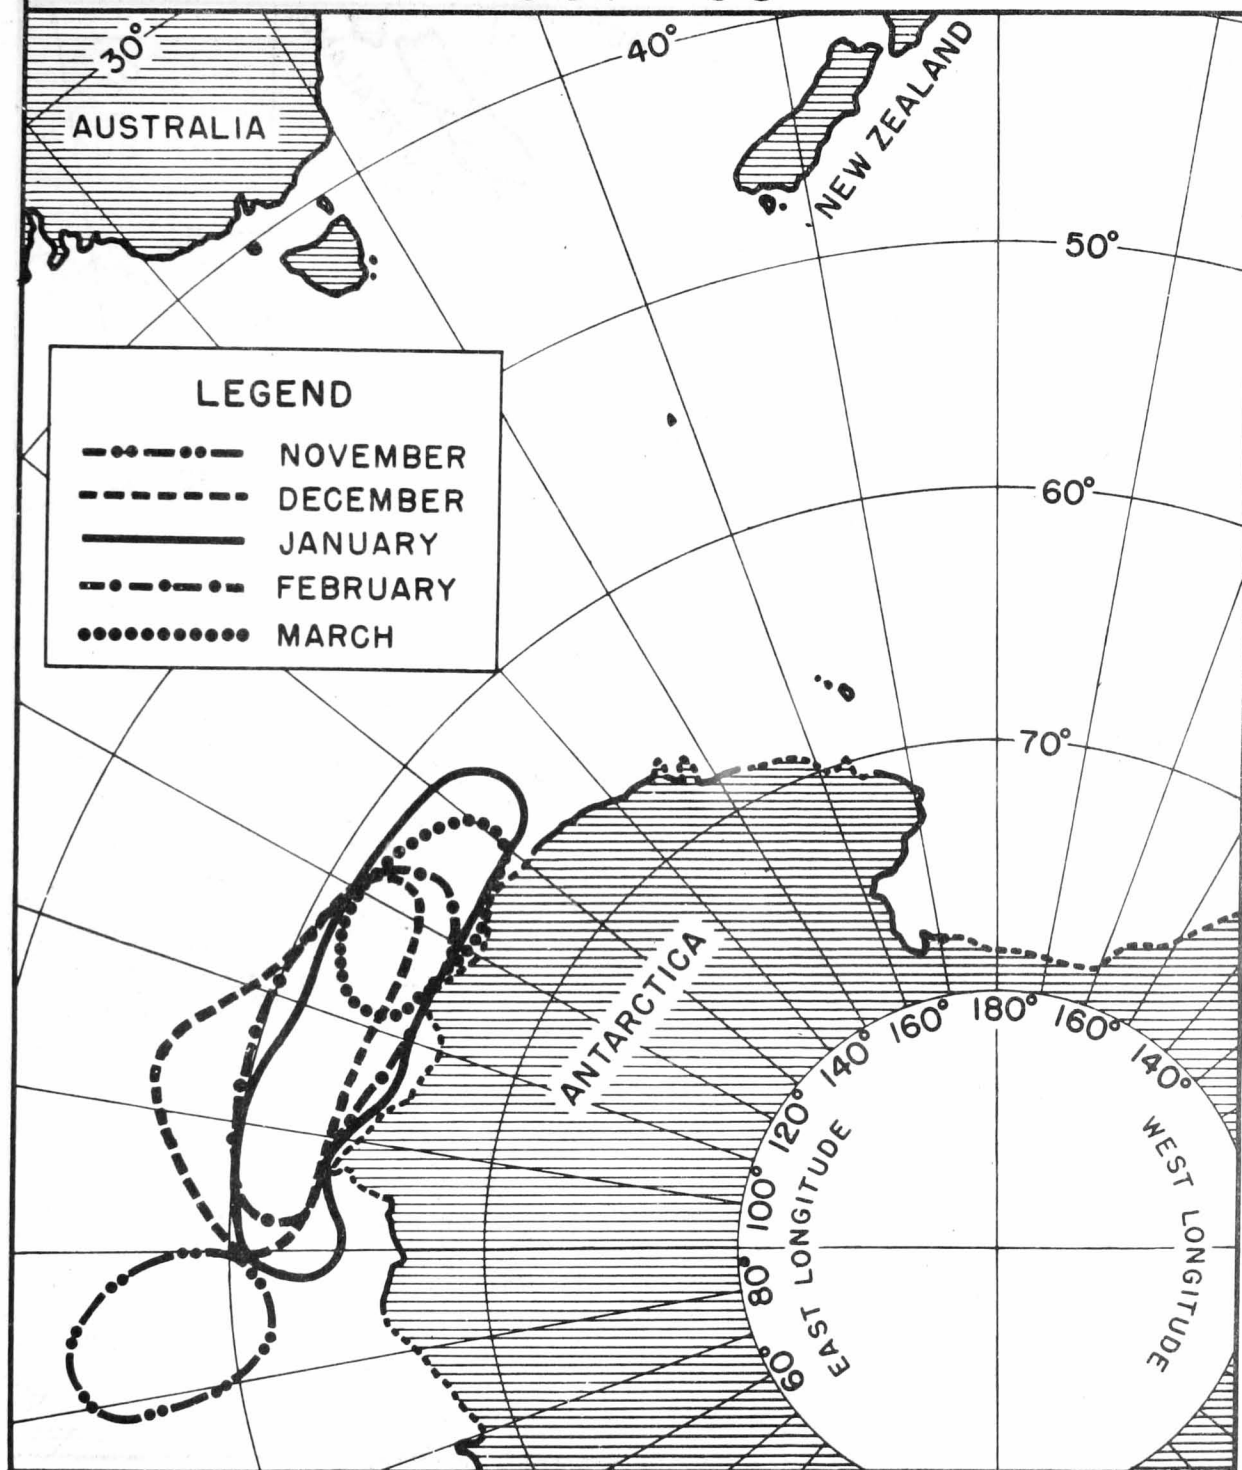 30°
40°
AUSTRALIA
NEW ZEALAND
50°
LEGEND
NOVEMBER
DECEMBER
JANUARY
FEBRUARY
MARCH
60°
70°
ANTARCTICA
160° 180° 160°
140° 140°
120°
100°
80°
60°
EAST LONGITUDE
WEST LONGITUDE